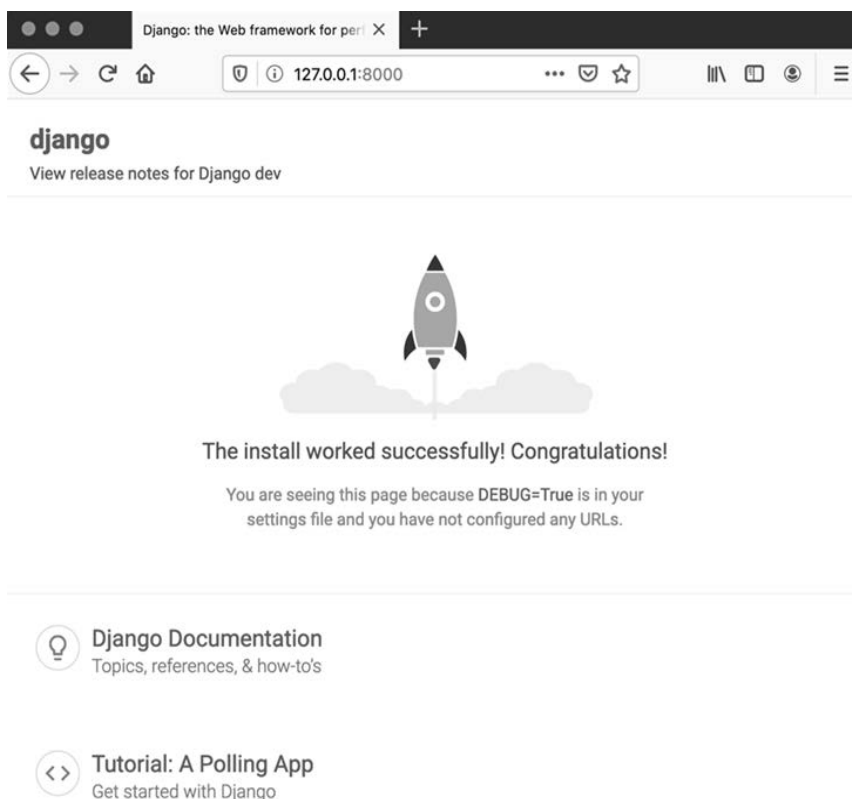 Django: the Web framework for per
127.0.0.1:8000
django
View release notes for Django dev
The install worked successfully! Congratulations!
You are seeing this page because DEBUG=True is in your
settings file and you have not configured any URLs.
Django Documentation
Topics, references, & how-to's
Tutorial: A Polling App
Get started with Django